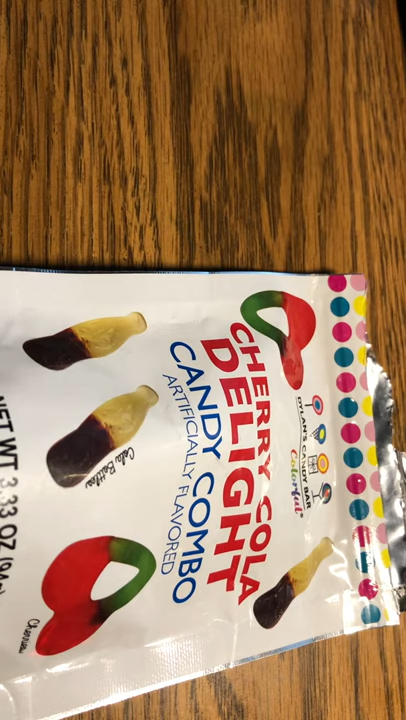 DYLAN'S CANDY BAR
Colorful®
CHERRY COLA
DELIGHT
CANDY COMBO
ARTIFICIALLY FLAVORED
Cola Bottles
Cherries
NET WT 3.33 OZ